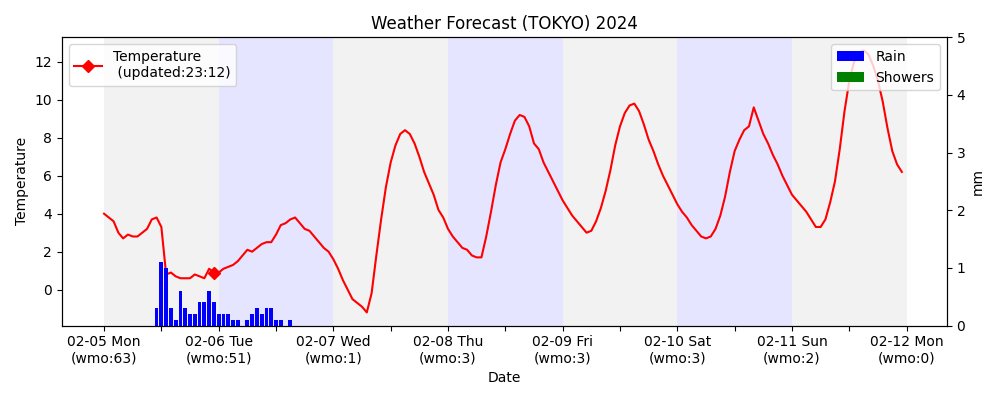 Weather Forecast (TOKYO) 2024
Temperature
(updated:23:12)
Rain
Showers
Temperature
12
10
8
6
4
2
0
5
4
3
2
1
0
mm
02-05 Mon
(wmo:63)
02-06 Tue
(wmo:51)
02-07 Wed
(wmo:1)
02-08 Thu
(wmo:3)
02-09 Fri
(wmo:3)
02-10 Sat
(wmo:3)
02-11 Sun
(wmo:2)
02-12 Mon
(wmo:0)
Date